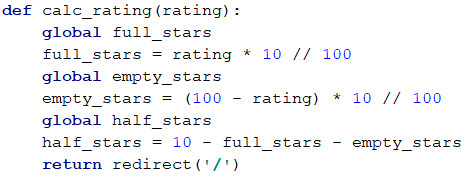 def calc_rating(rating):
    global full_stars
    full_stars = rating * 10 // 100
    global empty_stars
    empty_stars = (100 - rating) * 10 // 100
    global half_stars
    half_stars = 10 - full_stars - empty_stars
    return redirect('/')